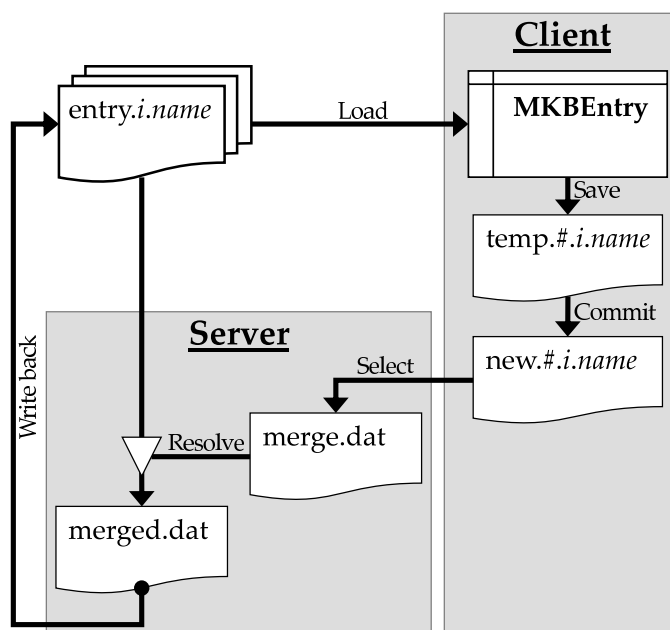 Client
entry.i.name
Load
MKBEntry
Save
temp.#.i.name
Commit
Server
Write back
Select
new.#.i.name
Resolve
merge.dat
merged.dat